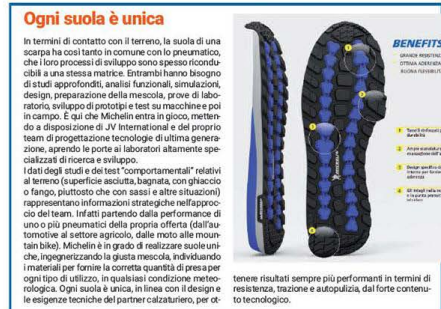 Ogni suola è unica
In termini di contatto con il terreno, la suola di una
scarpa ha così tanto in comune con lo pneumatico,
che i loro processi di sviluppo sono spesso ricondu-
cibili a una stessa matrice. Entrambi hanno bisogno
di studi approfonditi, analisi funzionali, simulazioni,
design, preparazione della mescola, prove di labo-
ratorio, sviluppo di prototipi e test su macchine e poi
in campo. È qui che Michelin entra in gioco, metten-
do a disposizione di JV International e del proprio
team di progettazione tecnologie di ultima genera-
zione, aprendo le porte ai laboratori altamente spe-
cializzati di ricerca e sviluppo.
I dati degli studi e dei test “comportamentali” relativi
al terreno (superficie asciutta, bagnata, con ghiaccio
o fango, piuttosto che con sassi e altre situazioni)
rappresentano informazioni strategiche nell’approc-
cio del team. Infatti partendo dalla performance di
uno o più pneumatici della propria offerta (dall’au-
tomotive al settore agricolo, dalle moto alle moun-
tain bike). Michelin è in grado di realizzare suole uni-
che, ingegnerizzando la giusta mescola, individuando
i materiali per fornire la corretta quantità di presa per
ogni tipo di utilizzo, in qualsiasi condizione meteo-
rologica. Ogni suola è unica, in linea con il design e
le esigenze tecniche del partner calzaturiero, per ot-
tenere risultati sempre più performanti in termini di
resistenza, trazione e autopulizia, dal forte contenu-
to tecnologico.
BENEFITS
GRANDE
OTTIMA ADERENZA
BUONA
MICHELIN